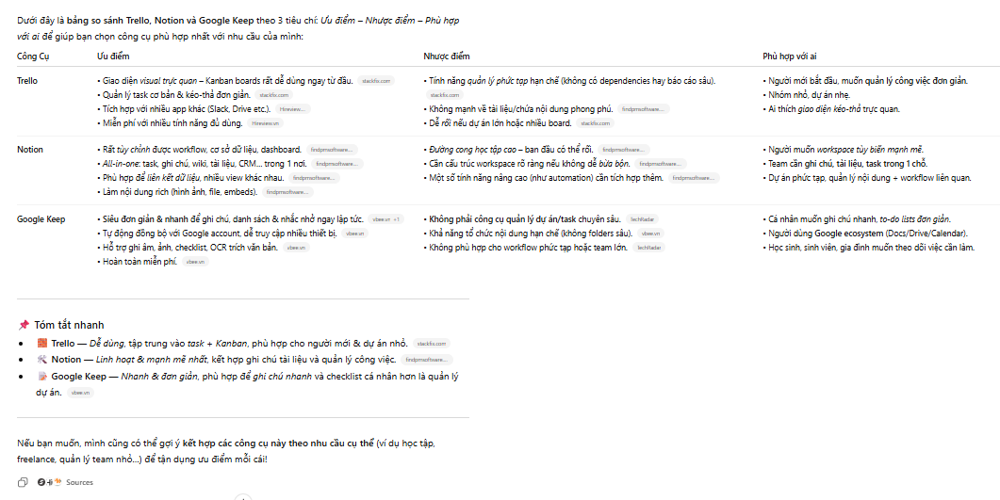 Dưới đây là bảng so sánh Trello, Notion và Google Keep theo 3 tiêu chí: Ưu điểm – Nhược điểm – Phù hợp
với ai để giúp bạn chọn công cụ phù hợp nhất với nhu cầu của mình:
Công Cụ Ưu điểm Nhược điểm Phù hợp với ai
Trello
• Giao diện visual trực quan – Kanban boards rất dễ dùng ngay từ đầu. stackfix.com
• Quản lý task cơ bản & kéo-thả đơn giản. stackfix.com
• Tích hợp với nhiều app khác (Slack, Drive etc.). Hireview...
• Miễn phí với nhiều tính năng đủ dùng. Hireview.vn
• Tính năng quản lý phức tạp hạn chế (không có dependencies hay báo cáo sâu).
stackfix.com
• Không mạnh về tài liệu/chứa nội dung phong phú. findpmsoftware...
• Dễ rối nếu dự án lớn hoặc nhiều board. stackfix.com
• Người mới bắt đầu, muốn quản lý công việc đơn giản.
• Nhóm nhỏ, dự án nhẹ.
• Ai thích giao diện kéo-thả trực quan.
Notion
• Rất tùy chỉnh được workflow, cơ sở dữ liệu, dashboard. findpmsoftware...
• All-in-one: task, ghi chú, wiki, tài liệu, CRM... trong 1 nơi. findpmsoftware...
• Phù hợp để liên kết dữ liệu, nhiều view khác nhau. findpmsoftware...
• Làm nội dung rich (hình ảnh, file, embeds). findpmsoftware...
• Đường cong học tập cao – ban đầu có thể rối. findpmsoftware...
• Cần cấu trúc workspace rõ ràng nếu không dễ bừa bộn. findpmsoftware...
• Một số tính năng nâng cao (như automation) cần tích hợp thêm. findpmsoftware...
• Người muốn workspace tùy biến mạnh mẽ.
• Team cần ghi chú, tài liệu, task trong 1 chỗ.
• Dự án phức tạp, quản lý nội dung + workflow liên quan.
Google Keep
• Siêu đơn giản & nhanh để ghi chú, danh sách & nhắc nhở ngay lập tức. vbee.vn +1
• Tự động đồng bộ với Google account, dễ truy cập nhiều thiết bị. vbee.vn
• Hỗ trợ ghi âm, ảnh, checklist, OCR trích văn bản. vbee.vn
• Hoàn toàn miễn phí. vbee.vn
• Không phải công cụ quản lý dự án/task chuyên sâu. TechRadar
• Khả năng tổ chức nội dung hạn chế (không folders sâu). vbee.vn
• Không phù hợp cho workflow phức tạp hoặc team lớn. TechRadar
• Cá nhân muốn ghi chú nhanh, to-do lists đơn giản.
• Người dùng Google ecosystem (Docs/Drive/Calendar).
• Học sinh, sinh viên, gia đình muốn theo dõi việc cần làm.
📌 Tóm tắt nhanh
• 🧱 Trello — Dễ dùng, tập trung vào task + Kanban, phù hợp cho người mới & dự án nhỏ. stackfix.com
• 🛠️ Notion — Linh hoạt & mạnh mẽ nhất, kết hợp ghi chú tài liệu và quản lý công việc. findpmsoftware...
• 📝 Google Keep — Nhanh & đơn giản, phù hợp để ghi chú nhanh và checklist cá nhân hơn là quản lý
dự án. vbee.vn
Nếu bạn muốn, mình cũng có thể gợi ý kết hợp các công cụ này theo nhu cầu cụ thể (ví dụ học tập,
freelance, quản lý team nhỏ...) để tận dụng ưu điểm mỗi cái!
Sources